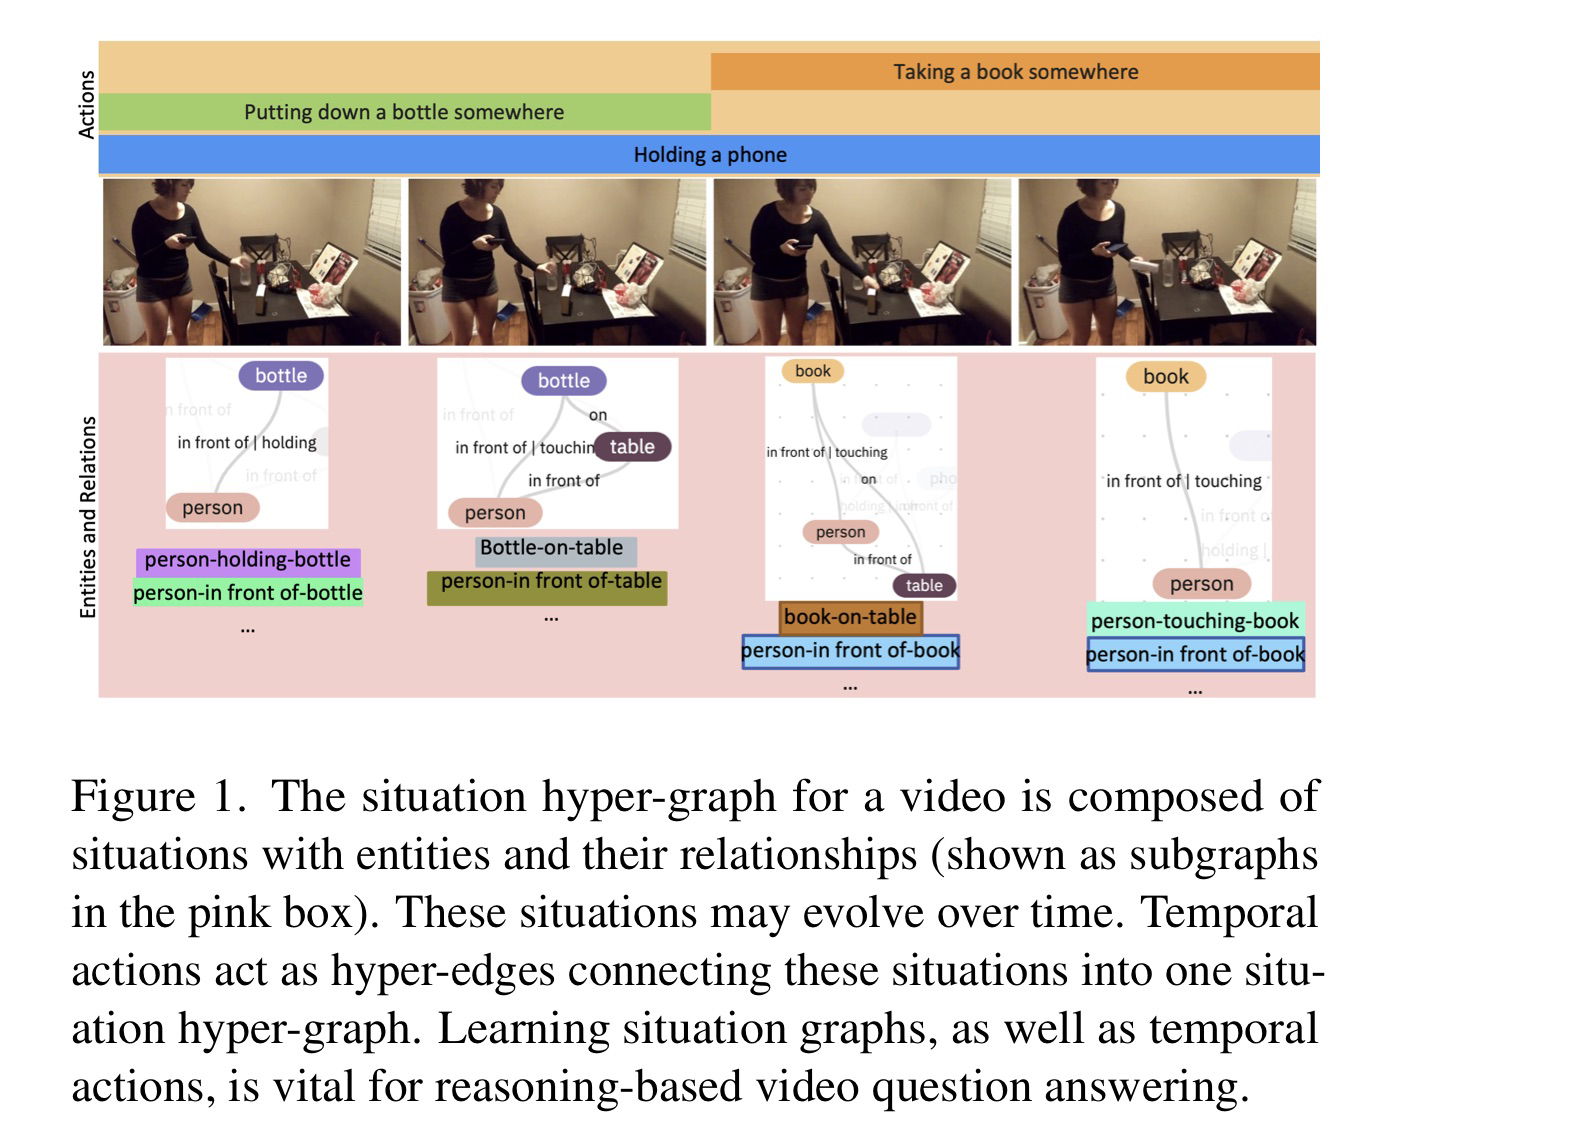 Actions
Taking a book somewhere
Putting down a bottle somewhere
Holding a phone
Entities and Relations
bottle
in front of
in front of | holding
in front of
person
person-holding-bottle
person-in front of-bottle
...
bottle
in front of
on
in front of | touchin
table
in front of
person
Bottle-on-table
person-in front of-table
...
book
in front of | touching
on
pho
person
in front of
table
book-on-table
person-in front of-book
...
book
in front of | touching
in front o
holding |
person
person-touching-book
person-in front of-book
...
Figure 1. The situation hyper-graph for a video is composed of
situations with entities and their relationships (shown as subgraphs
in the pink box). These situations may evolve over time. Temporal
actions act as hyper-edges connecting these situations into one situ-
ation hyper-graph. Learning situation graphs, as well as temporal
actions, is vital for reasoning-based video question answering.